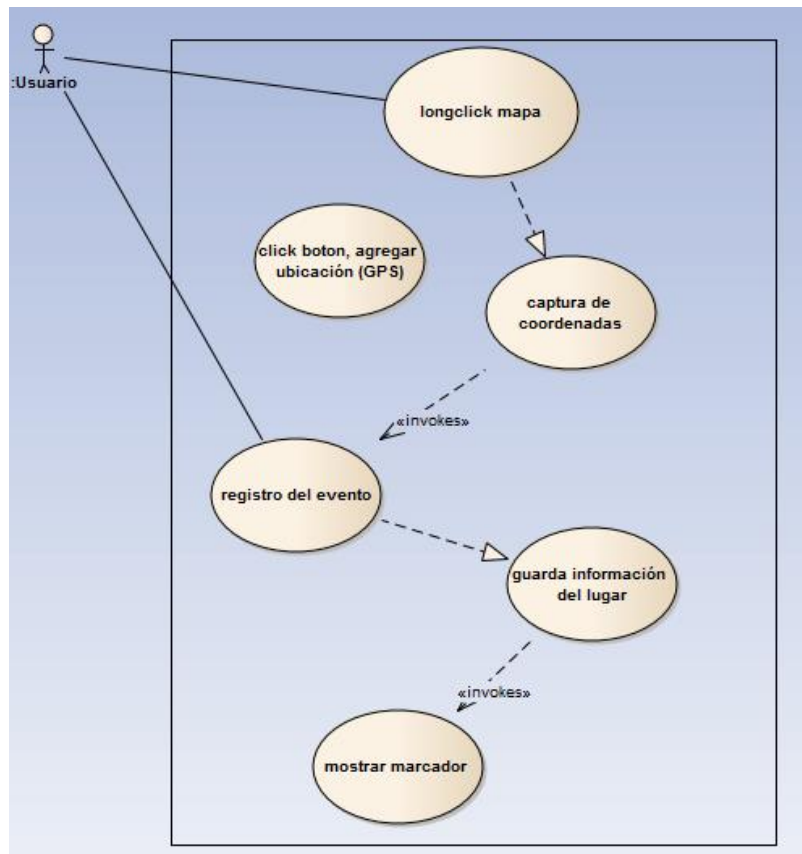 :Usuario
longclick mapa
click boton, agregar
ubicación (GPS)
captura de
coordenadas
«invokes»
registro del evento
guarda información
del lugar
«invokes»
mostrar marcador